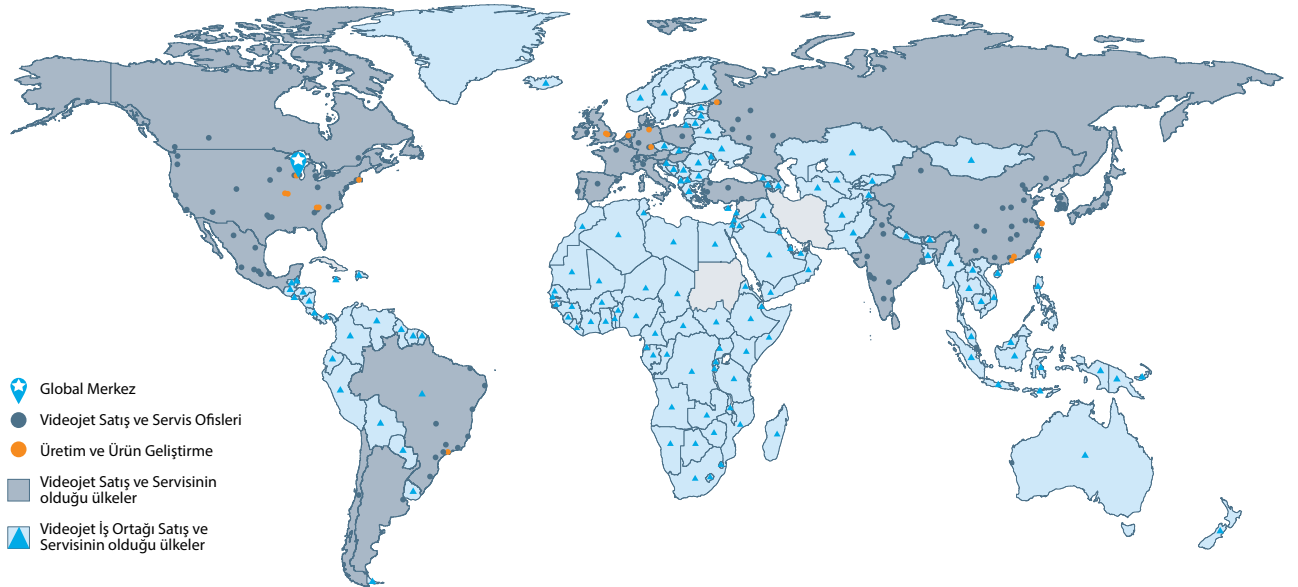 Global Merkez
Videojet Satış ve Servis Ofisleri
Üretim ve Ürün Geliştirme
Videojet Satış ve Servisinin
olduğu ülkeler
Videojet İş Ortağı Satış ve
Servisinin olduğu ülkeler